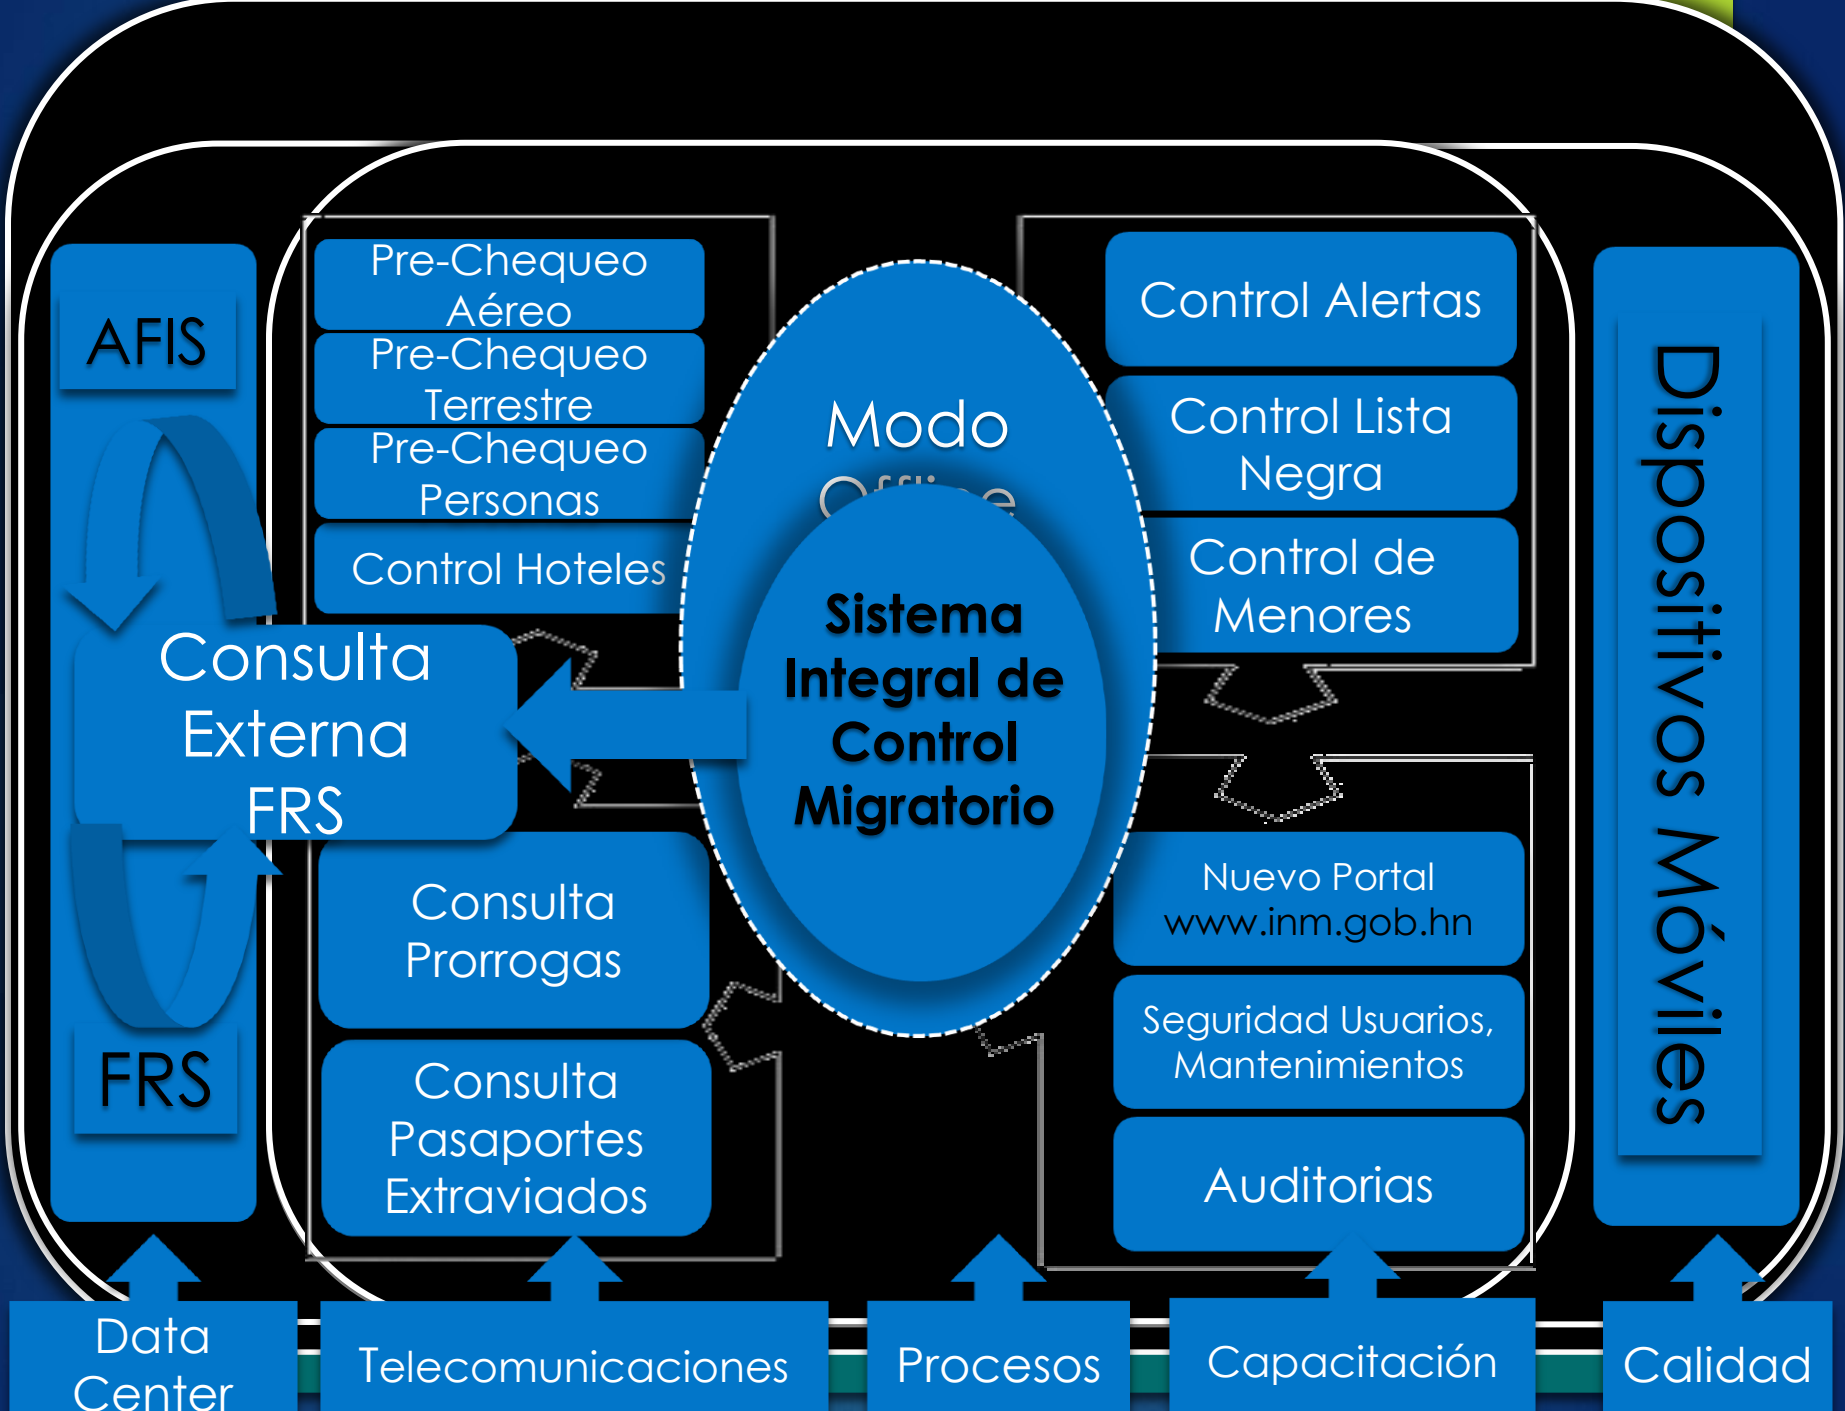 AFIS
Consulta
Externa
FRS
FRS
Pre-Chequeo
Aéreo
Pre-Chequeo
Terrestre
Pre-Chequeo
Personas
Control Hoteles
Consulta
Prorrogas
Consulta
Pasaportes
Extraviados
Modo
Offline
Sistema
Integral de
Control
Migratorio
Control Alertas
Control Lista
Negra
Control de
Menores
Nuevo Portal
www.inm.gob.hn
Seguridad Usuarios,
Mantenimientos
Auditorias
Dispositivos Móviles
Data
Center
Telecomunicaciones
Procesos
Capacitación
Calidad